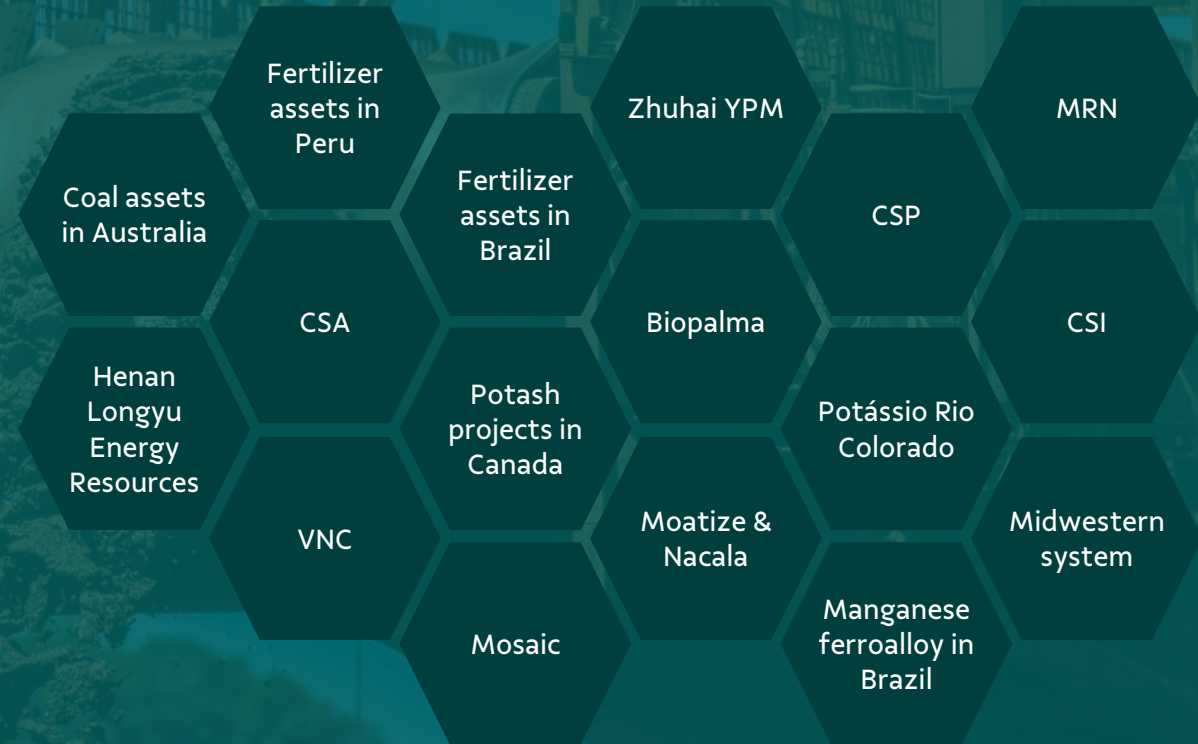 Fertilizer
assets in
Peru
Zhuhai YPM
MRN
Coal assets
in Australia
Fertilizer
assets in
Brazil
CSP
CSA
Biopalma
CSI
Henan
Longyu
Energy
Resources
Potash
projects in
Canada
Potássio Rio
Colorado
VNC
Moatize &
Nacala
Midwestern
system
Mosaic
Manganese
ferroalloy in
Brazil